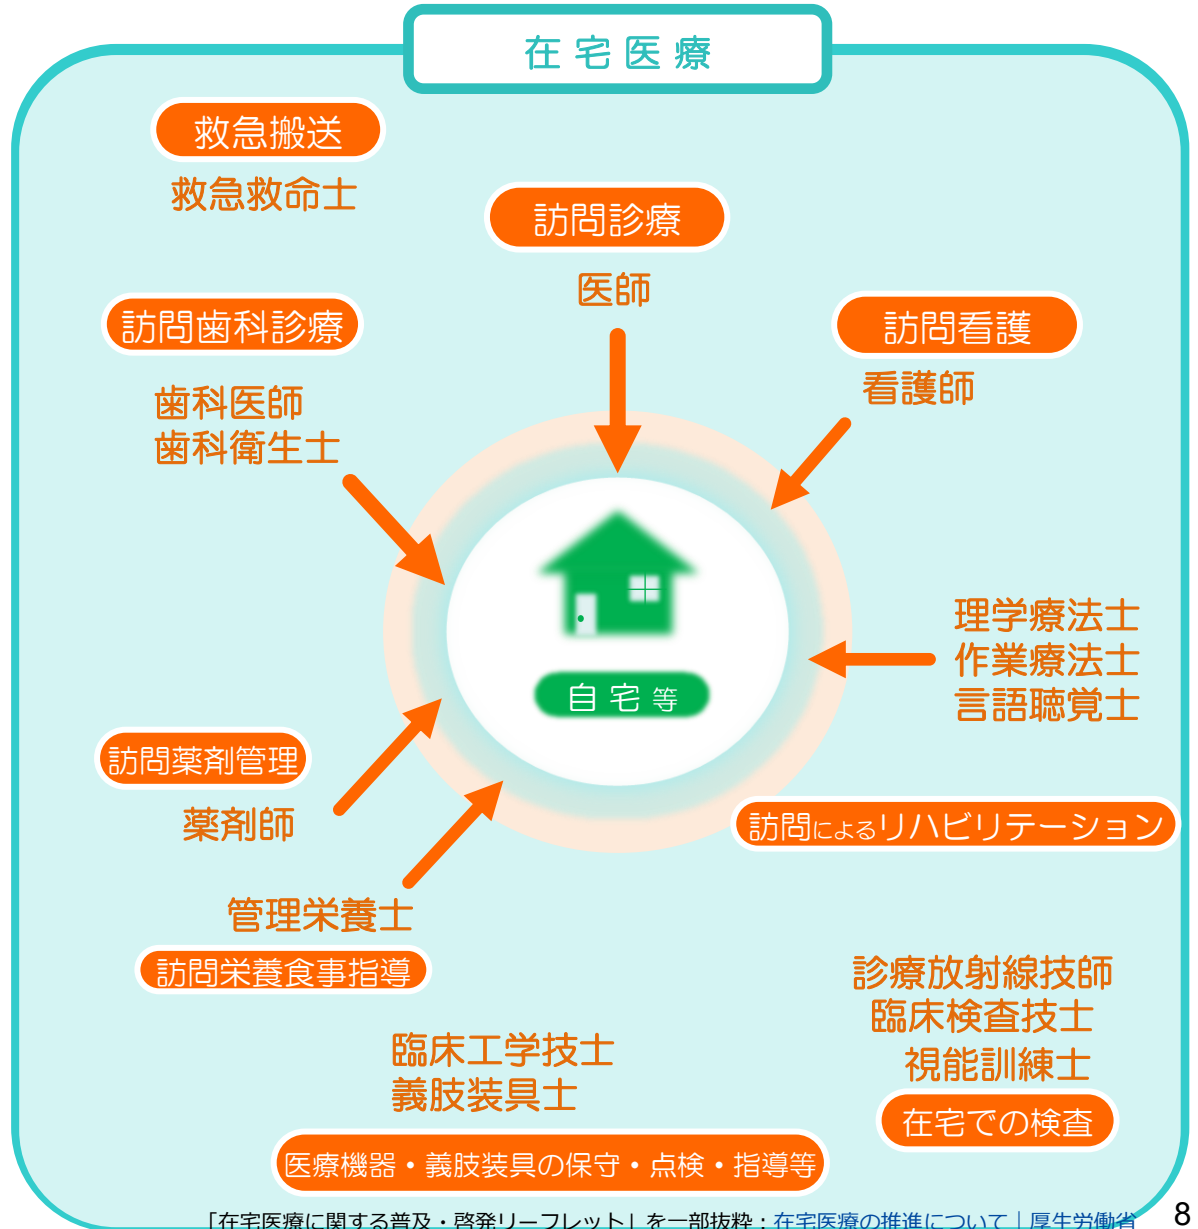 在宅医療
救急搬送
救急救命士
訪問診療
医師
訪問歯科診療
歯科医師
歯科衛生士
訪問看護
看護師
自宅等
理学療法士
作業療法士
言語聴覚士
訪問によるリハビリテーション
訪問薬剤管理
薬剤師
管理栄養士
訪問栄養食事指導
診療放射線技師
臨床検査技士
視能訓練士
在宅での検査
臨床工学技士
義肢装具士
医療機器・義肢装具の保守・点検・指導等
「在宅医療に関する普及・啓発リーフレット」を一部抜粋：在宅医療の推進について｜厚生労働省
8